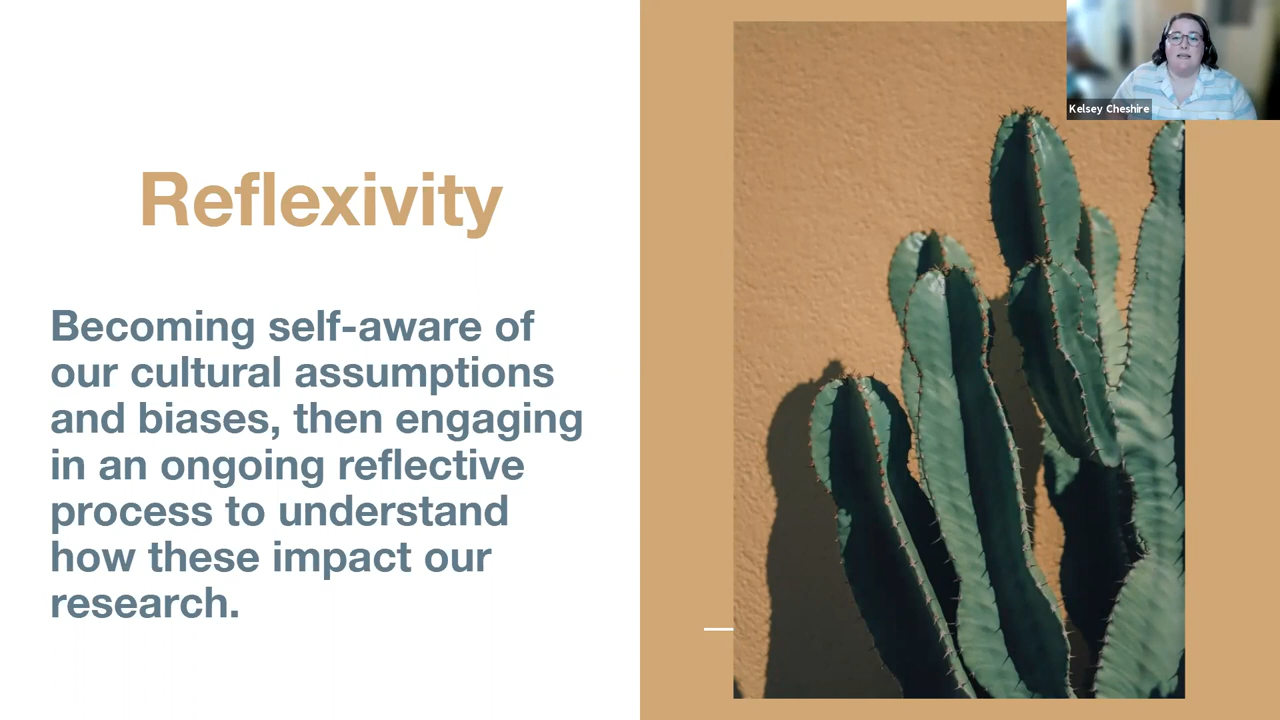 Reflexivity
Becoming self-aware of
our cultural assumptions
and biases, then engaging
in an ongoing reflective
process to understand
how these impact our
research.
Kelsey Cheshire